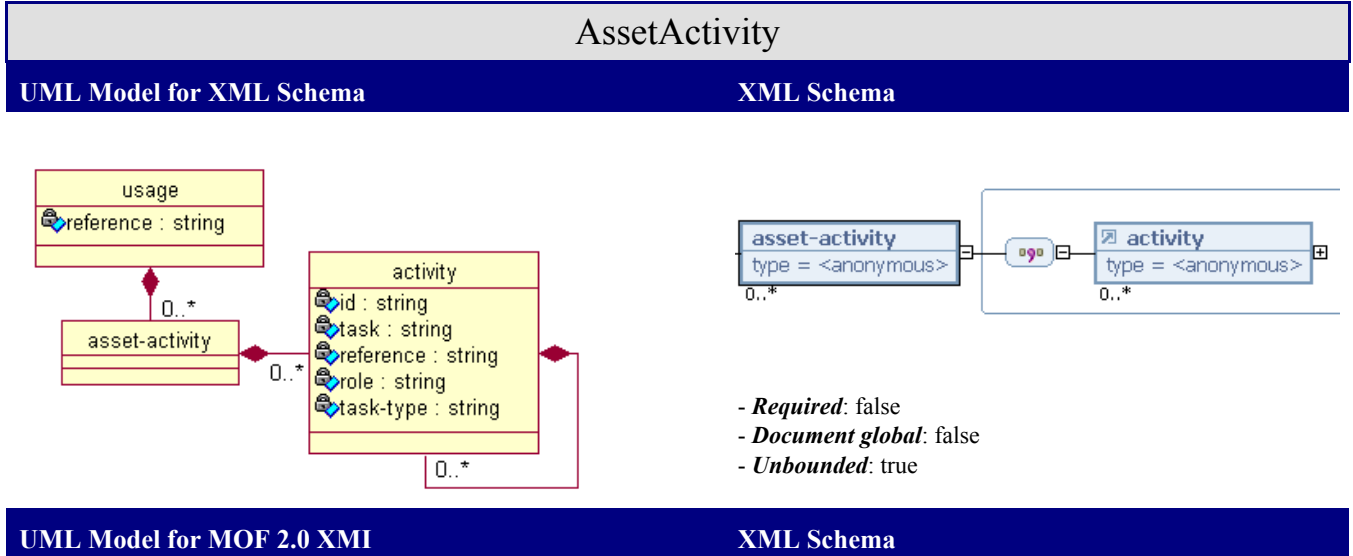 AssetActivity
UML Model for XML Schema
XML Schema
usage
reference : string
0..*
asset-activity
0..*
activity
id : string
task : string
reference : string
role : string
task-type : string
0..*
asset-activity
type = <anonymous>
0..*
activity
type = <anonymous>
0..*
- Required: false
- Document global: false
- Unbounded: true
UML Model for MOF 2.0 XMI
XML Schema